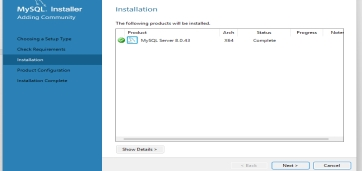 MySQL. Installer
Adding Community
Choosing a Setup Type
Check Requirements
Installation
Product Configuration
Installation Complete
Installation
The following products will be installed.
Product Arch Status Progress Notes
MySQL Server 8.0.43 X64 Complete
Show Details >
< Back Next > Cancel